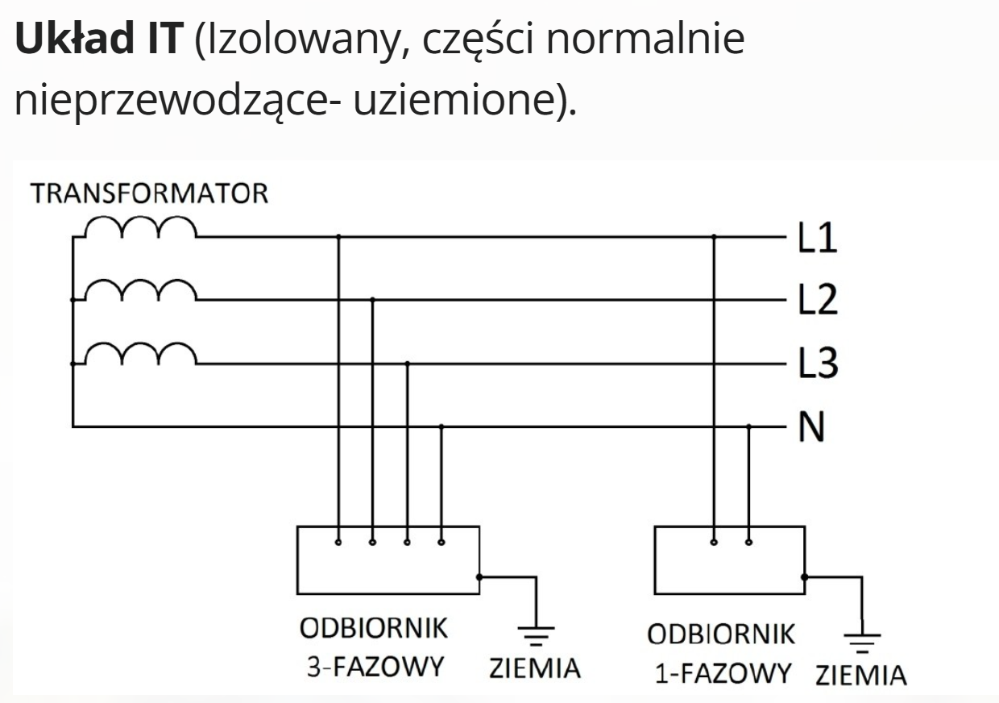 Układ IT (Izolowany, części normalnie
nieprzewodzące- uziemione).
TRANSFORMATOR
L1
L2
L3
N
ODBIORNIK
3-FAZOWY
ZIEMIA
ODBIORNIK
1-FAZOWY
ZIEMIA